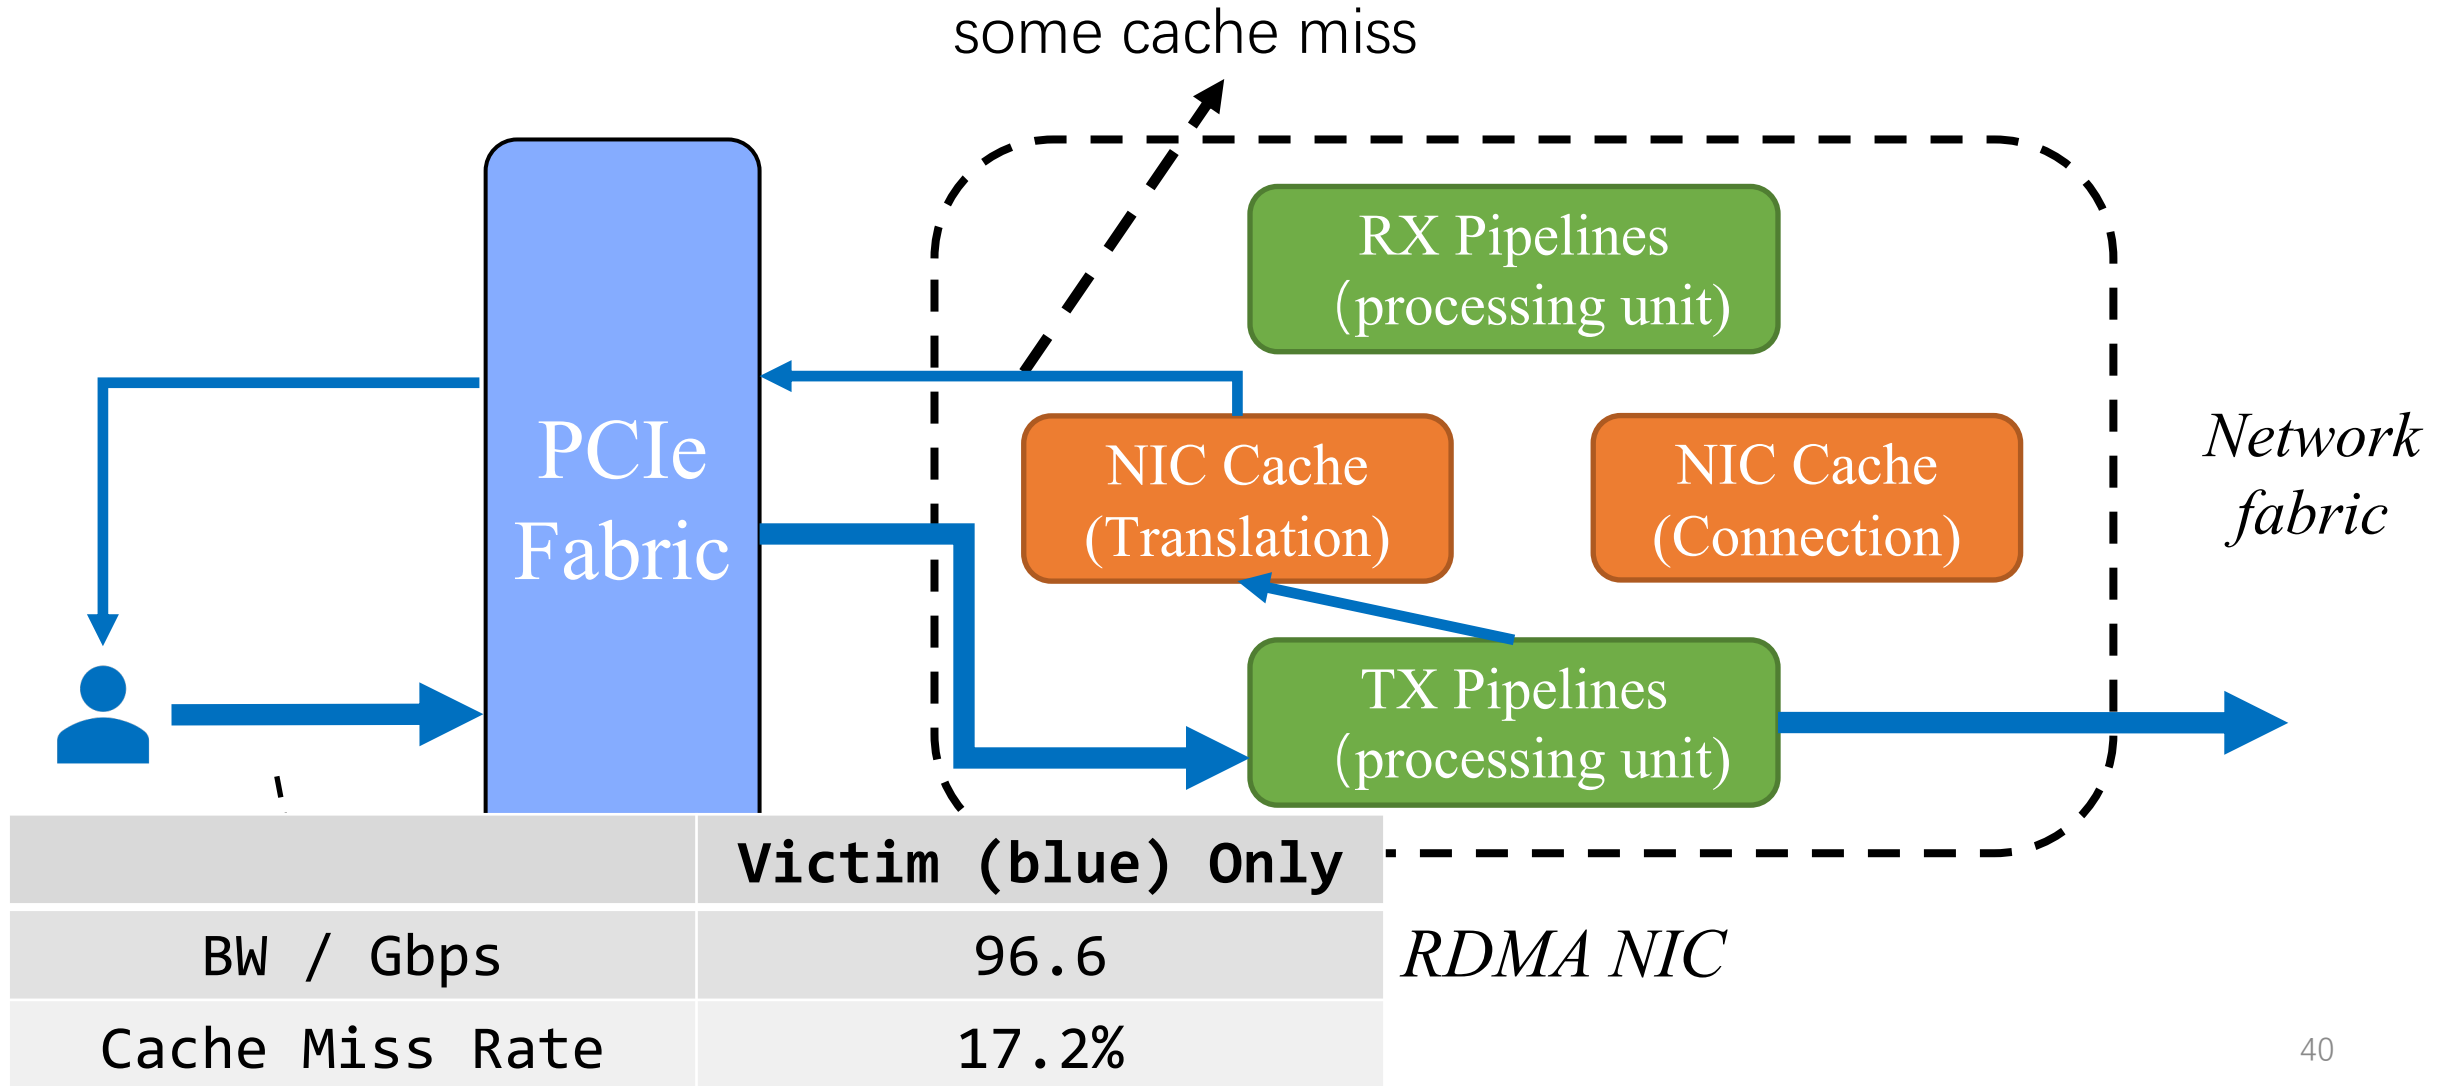 some cache miss
RX Pipelines
(processing unit)
PCIe
Fabric
NIC Cache
(Translation)
NIC Cache
(Connection)
Network
fabric
TX Pipelines
(processing unit)
Victim (blue) Only
BW / Gbps 96.6
Cache Miss Rate 17.2%
RDMA NIC
40